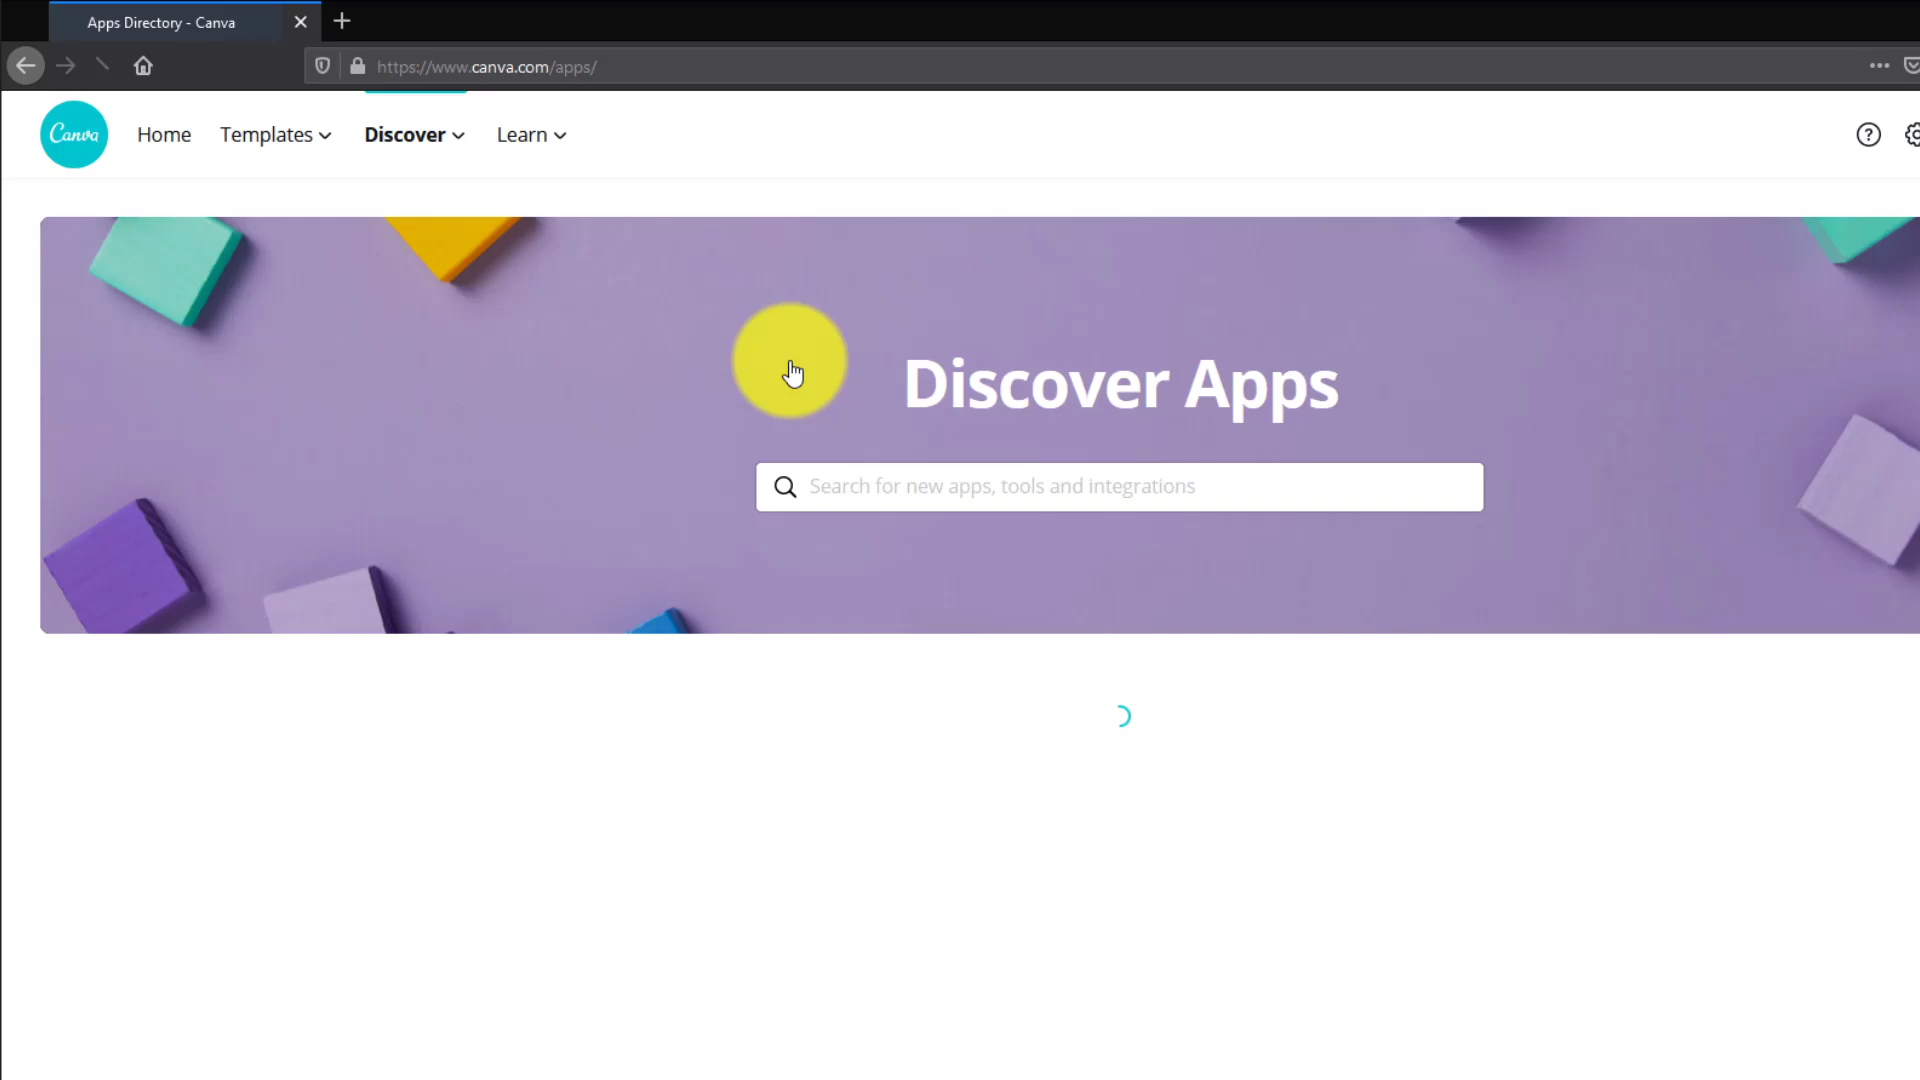 Apps Directory - Canva
https://www.canva.com/apps/
Canva
Home
Templates
Discover
Learn
Discover Apps
Search for new apps, tools and integrations